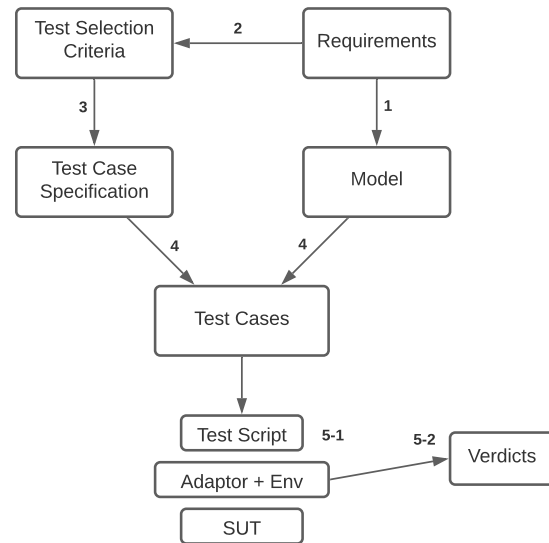 Test Selection
Criteria
2
Requirements
3
1
Test Case
Specification
Model
4
4
Test Cases
Test Script
5-1
5-2
Verdicts
Adaptor + Env
SUT